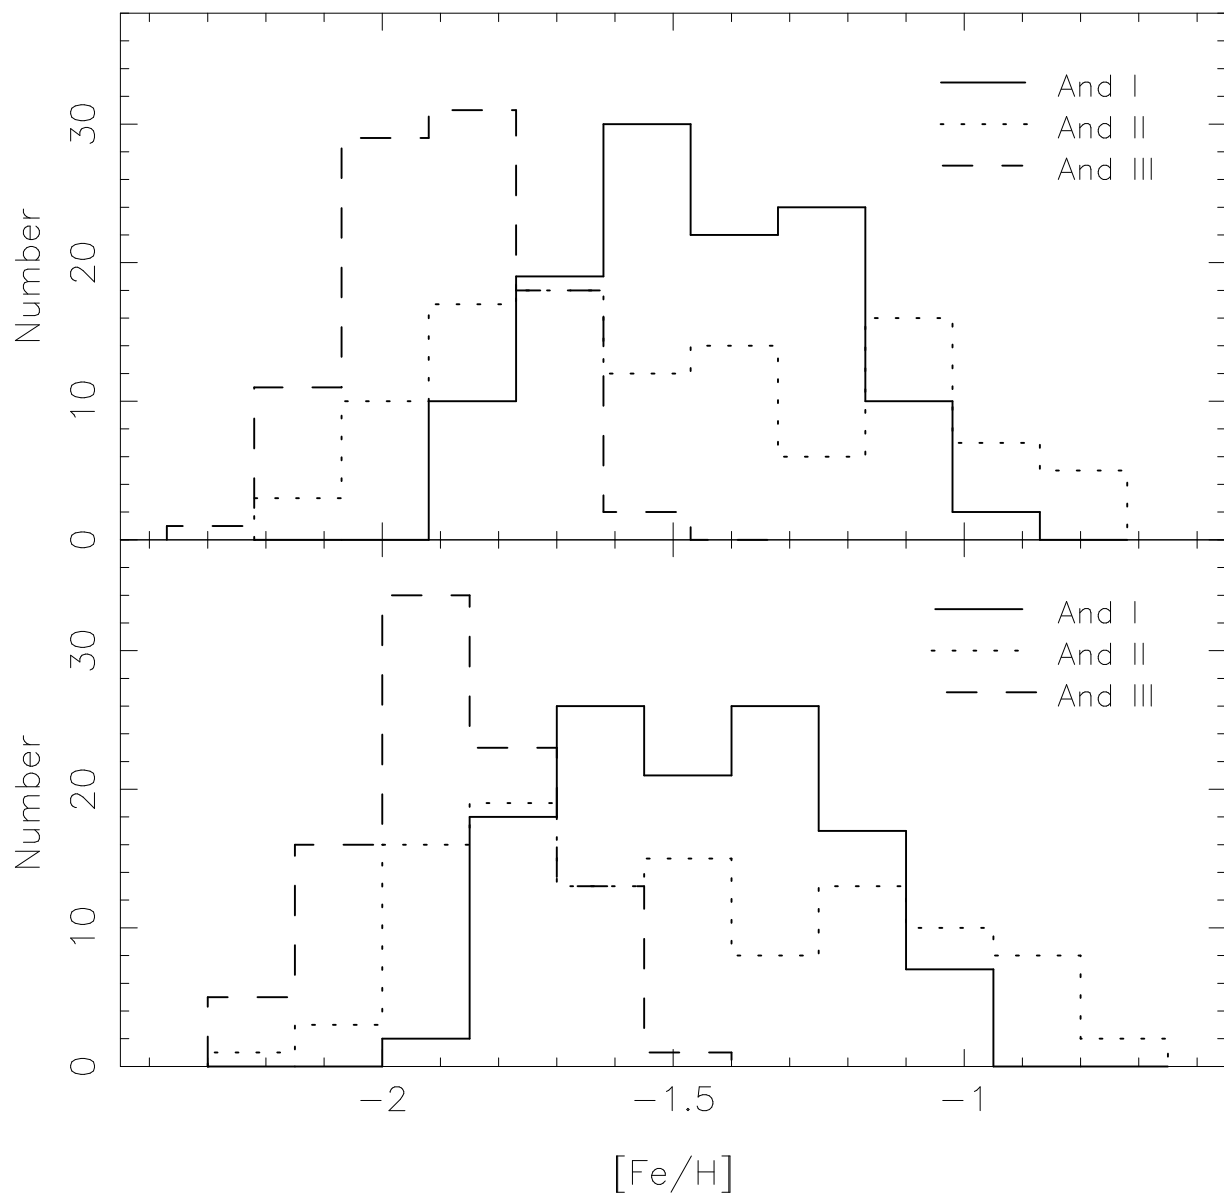 And I
And II
And III
30
20
10
0
Number
And I
And II
And III
30
20
10
0
Number
-2
-1.5
-1
[Fe/H]